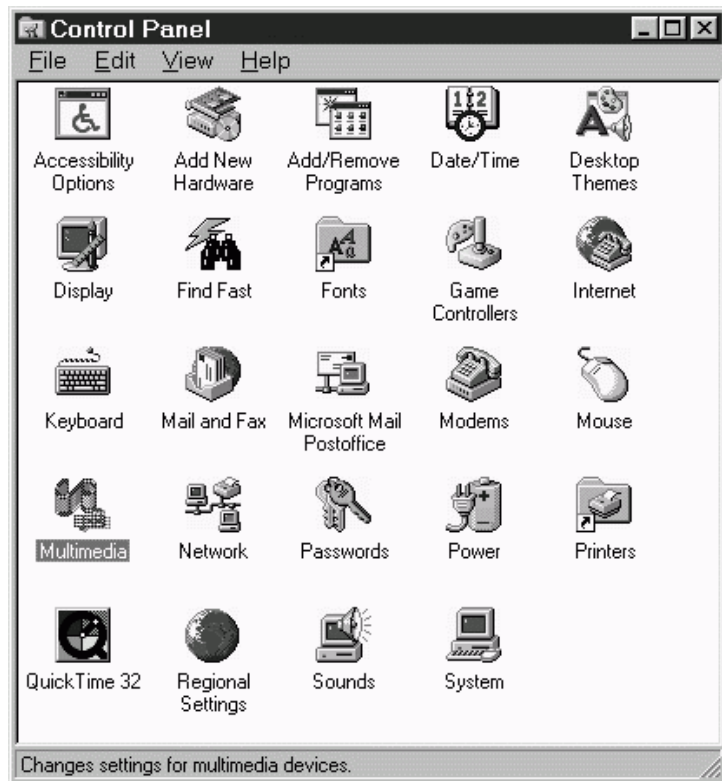 Control Panel
File Edit View Help
Accessibility Options
Add New Hardware
Add/Remove Programs
Date/Time
Desktop Themes
Display
Find Fast
Fonts
Game Controllers
Internet
Keyboard
Mail and Fax
Microsoft Mail Postoffice
Modems
Mouse
Multimedia
Network
Passwords
Power
Printers
QuickTime 32
Regional Settings
Sounds
System
Changes settings for multimedia devices.